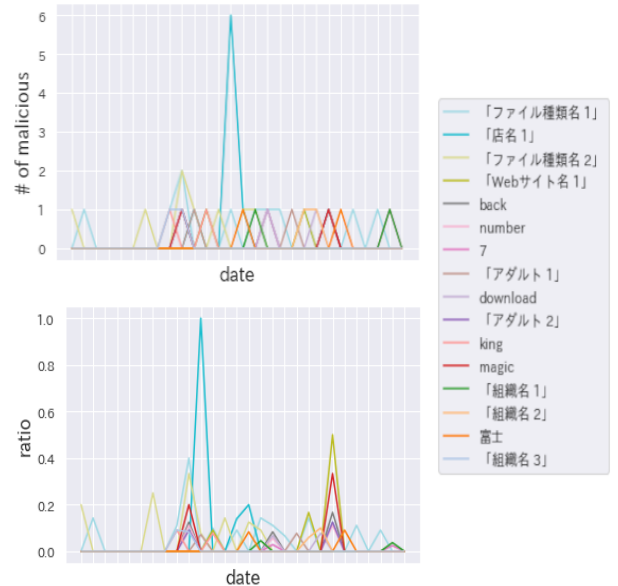 6
5
4
3
2
1
0
# of malicious
date
1.0
0.8
0.6
0.4
0.2
0.0
ratio
date
「ファイル種類名 1」
「店名 1」
「ファイル種類名 2」
「Webサイト名 1」
back
number
7
「アダルト 1」
download
「アダルト 2」
king
magic
「組織名 1」
「組織名 2」
富士
「組織名 3」